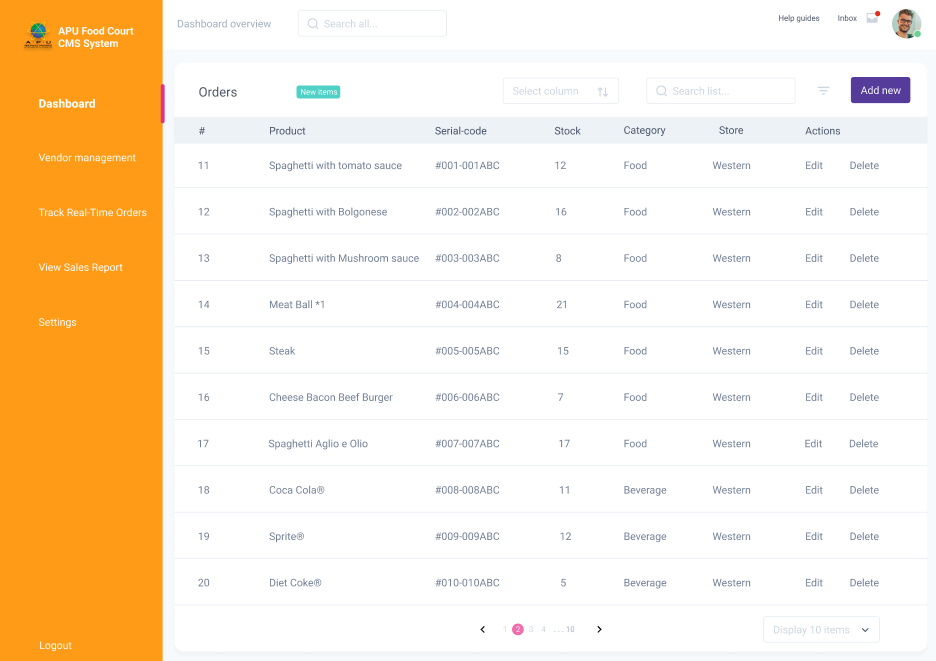 APU Food Court
CMS System
Dashboard
Vendor management
Track Real-Time Orders
View Sales Report
Settings
Logout
Dashboard overview
Search all...
Help guides
Inbox
Orders
New items
Select column
Search list...
Add new
# Product Serial-code Stock Category Store Actions
11 Spaghetti with tomato sauce #001-001ABC 12 Food Western Edit Delete
12 Spaghetti with Bolgonese #002-002ABC 16 Food Western Edit Delete
13 Spaghetti with Mushroom sauce #003-003ABC 8 Food Western Edit Delete
14 Meat Ball *1 #004-004ABC 21 Food Western Edit Delete
15 Steak #005-005ABC 15 Food Western Edit Delete
16 Cheese Bacon Beef Burger #006-006ABC 7 Food Western Edit Delete
17 Spaghetti Aglio e Olio #007-007ABC 17 Food Western Edit Delete
18 Coca Cola® #008-008ABC 11 Beverage Western Edit Delete
19 Sprite® #009-009ABC 12 Beverage Western Edit Delete
20 Diet Coke® #010-010ABC 5 Beverage Western Edit Delete
1 2 3 4 ... 10
Display 10 items